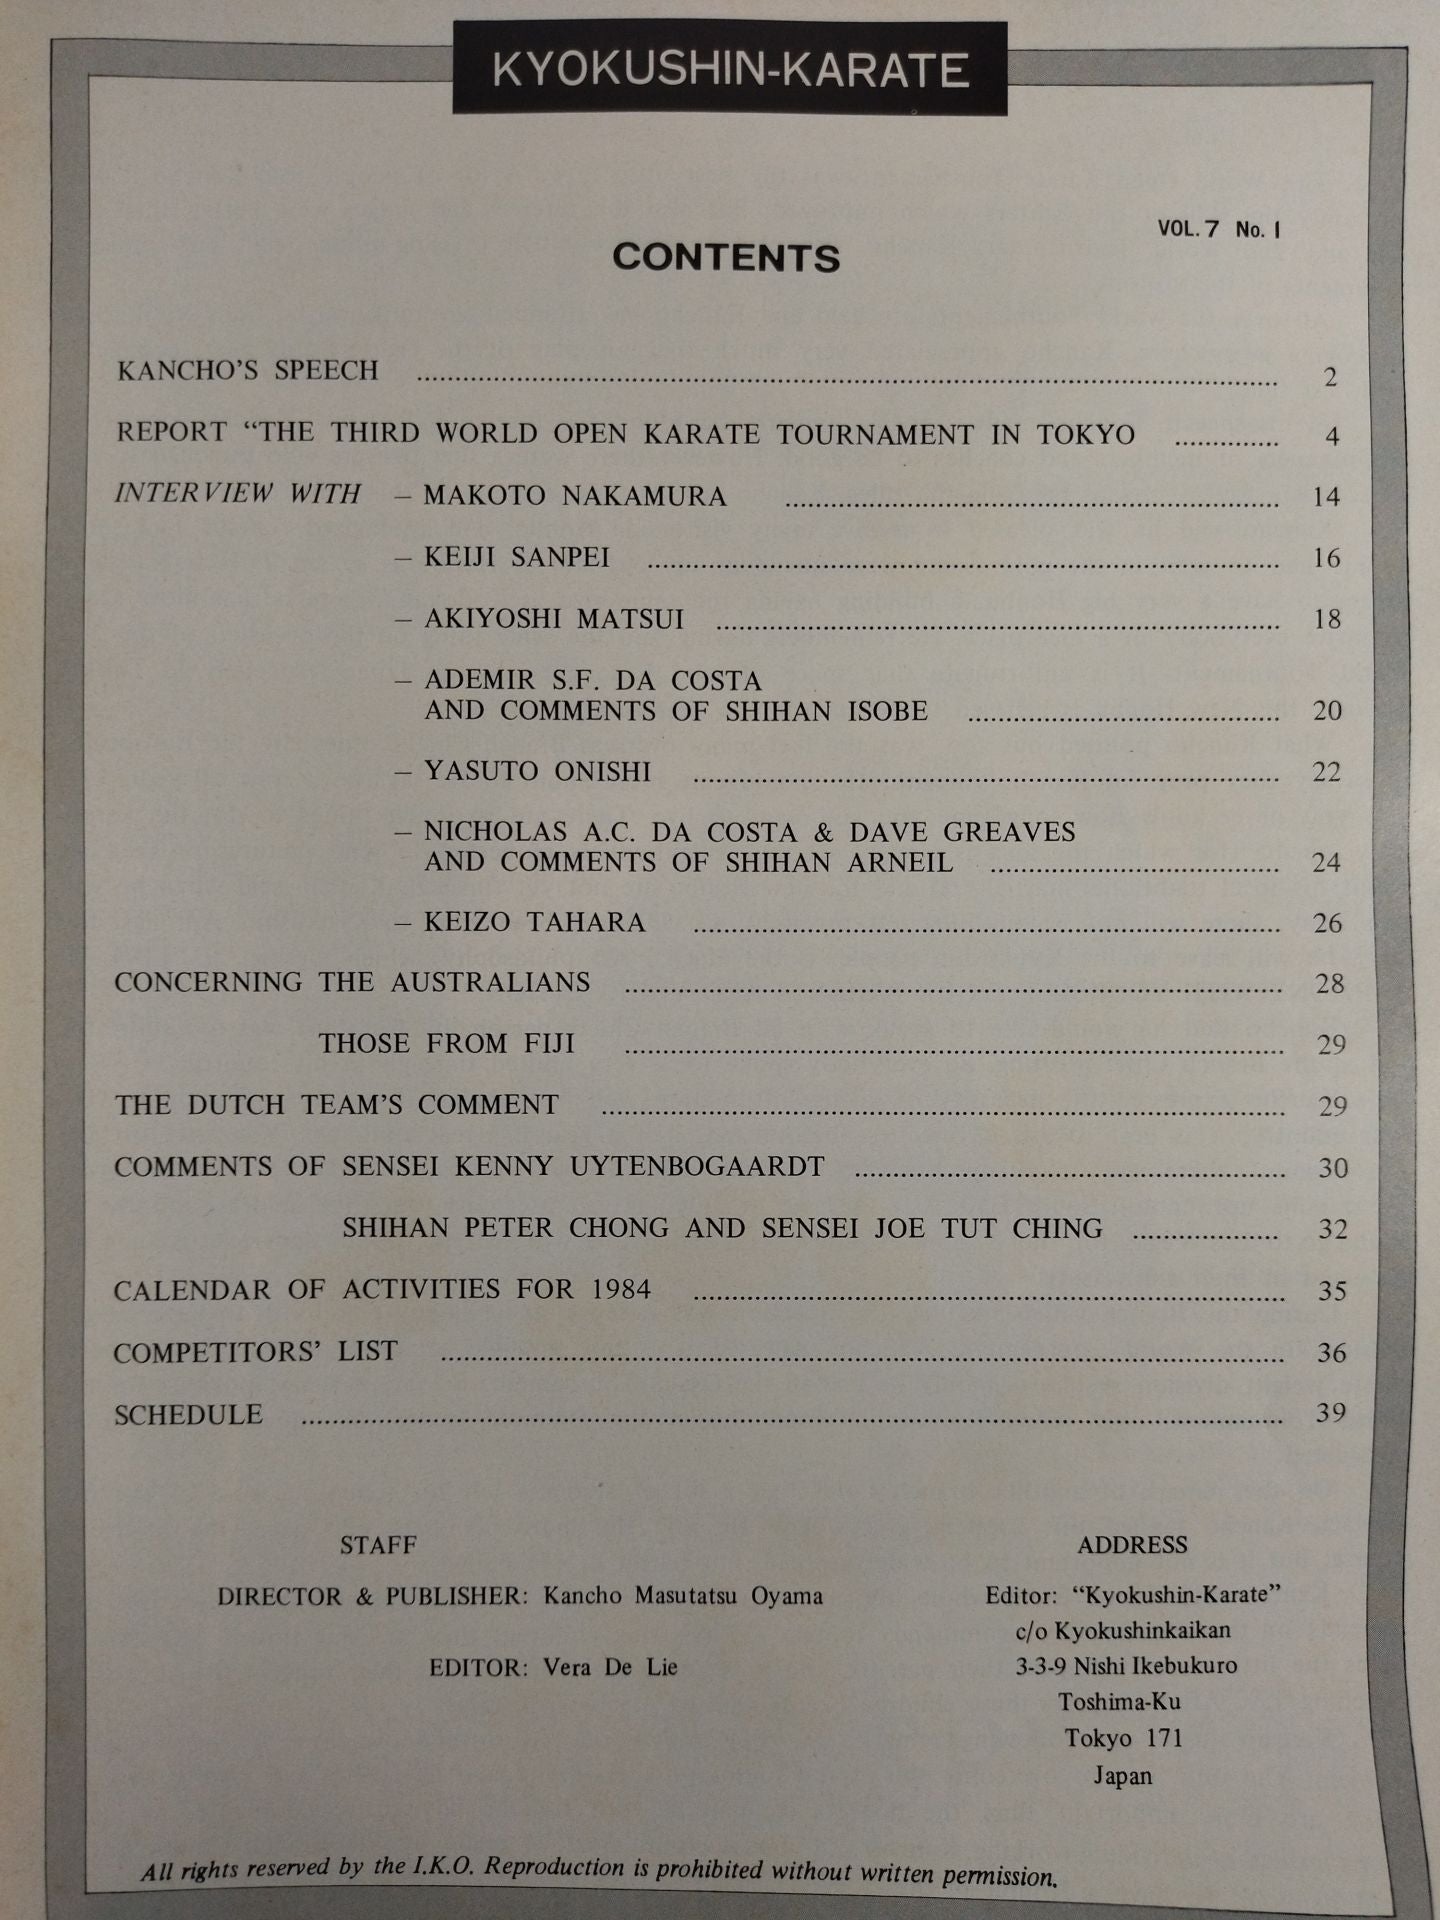 KYOKUSHIN-KARATE
VOL. 7 No. 1
CONTENTS
KANCHO'S SPEECH ........ 2
REPORT “THE THIRD WORLD OPEN KARATE TOURNAMENT IN TOKYO ........ 4
INTERVIEW WITH – MAKOTO NAKAMURA ........ 14
– KEIJI SANPEI ........ 16
– AKIYOSHI MATSUI ........ 18
– ADEMIR S.F. DA COSTA
AND COMMENTS OF SHIHAN ISOBE ........ 20
– YASUTO ONISHI ........ 22
– NICHOLAS A.C. DA COSTA & DAVE GREAVES
AND COMMENTS OF SHIHAN ARNEIL ........ 24
– KEIZO TAHARA ........ 26
CONCERNING THE AUSTRALIANS ........ 28
THOSE FROM FIJI ........ 29
THE DUTCH TEAM'S COMMENT ........ 29
COMMENTS OF SENSEI KENNY UYTENBOGAARDT ........ 30
SHIHAN PETER CHONG AND SENSEI JOE TUT CHING ........ 32
CALENDAR OF ACTIVITIES FOR 1984 ........ 35
COMPETITORS' LIST ........ 36
SCHEDULE ........ 39
STAFF
DIRECTOR & PUBLISHER: Kancho Masutatsu Oyama
EDITOR: Vera De Lie
ADDRESS
Editor: “Kyokushin-Karate”
c/o Kyokushinkaikan
3-3-9 Nishi Ikebukuro
Toshima-Ku
Tokyo 171
Japan
All rights reserved by the I.K.O. Reproduction is prohibited without written permission.